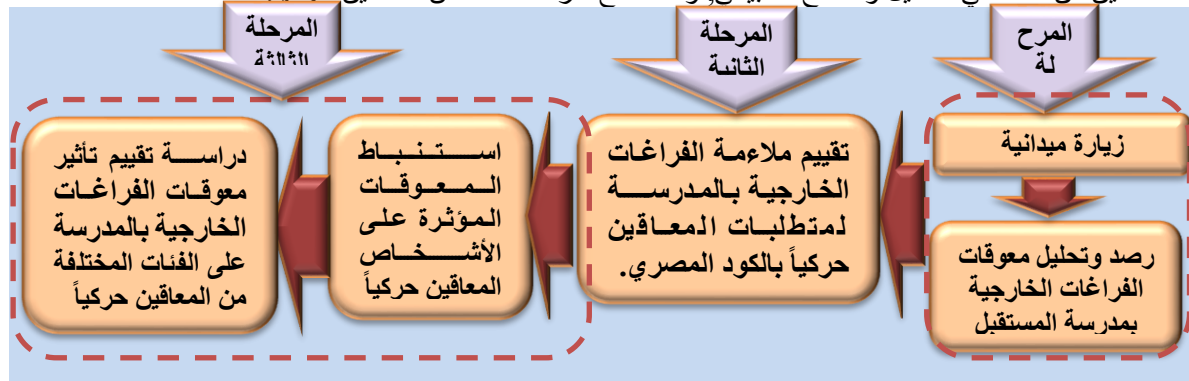 المرح
لة
زيارة ميدانية
رصد وتحليل معوقات
الفراغات الخارجية
بمدرسة المستقبل
المرحلة
الثانية
تقييم ملاءمة الفراغات
الخارجية بالمدرسة
لمتطلبات المعاقين
حركياً بالكود المصري.
المرحلة
الثالثة
استنباط
المعوقات
المؤثرة على
الأشخاص
المعاقين حركياً
دراسة تقييم تأثير
معوقات الفراغات
الخارجية بالمدرسة
على الفئات المختلفة
من المعاقين حركياً